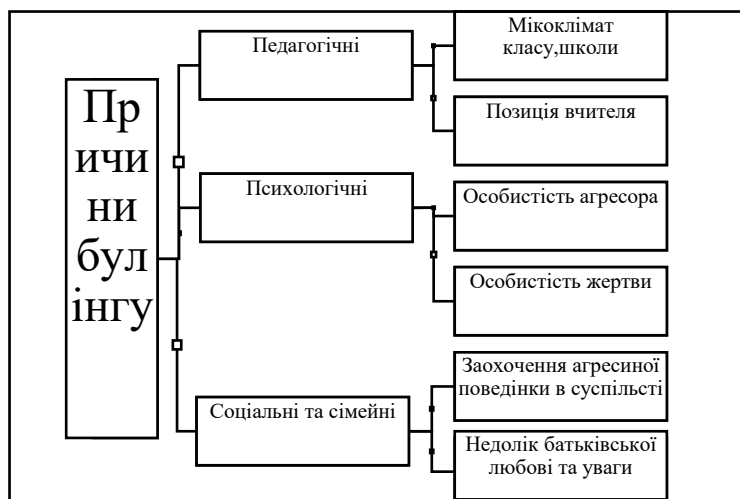 Пр
ичи
ни
бул
інгу
Педагогічні
Мікоклімат
класу,школи
Позиція вчителя
Психологічні
Особистість агресора
Особистість жертви
Соціальні та сімейні
Заохочення агресиної
поведінки в суспільсті
Недолік батьківської
любові та уваги